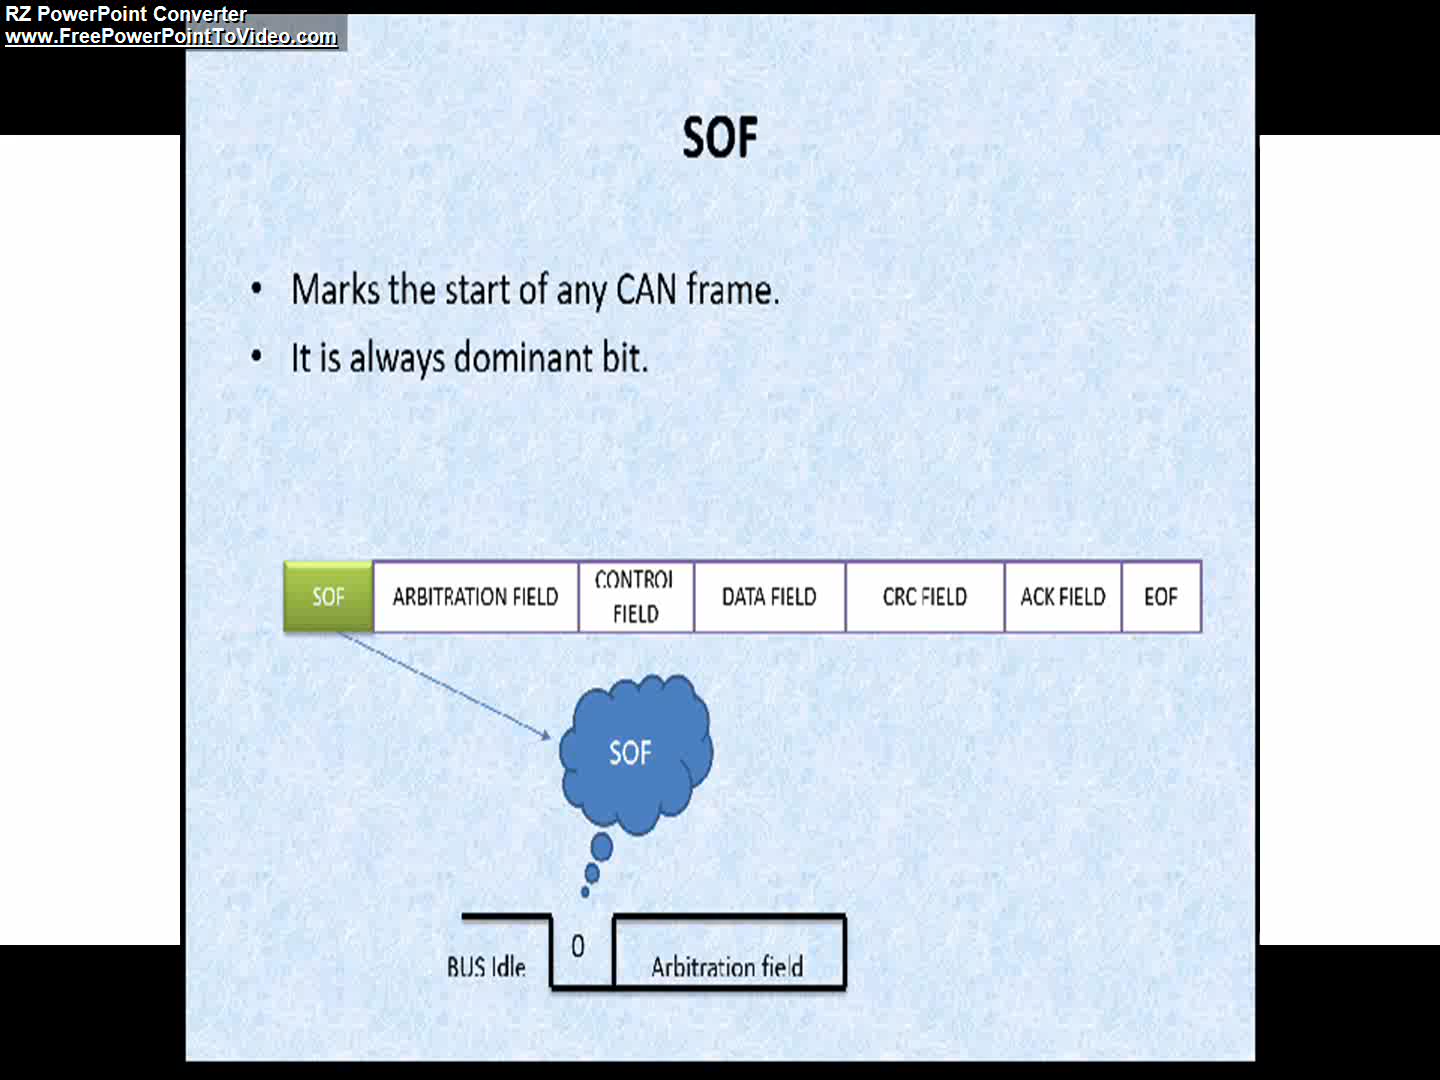 RZ PowerPoint Converter
www.FreePowerPointToVideo.com
SOF
• Marks the start of any CAN frame.
• It is always dominant bit.
SOF ARBITRATION FIELD CONTROL FIELD DATA FIELD CRC FIELD ACK FIELD EOF
SOF
0
BUS Idle Arbitration field